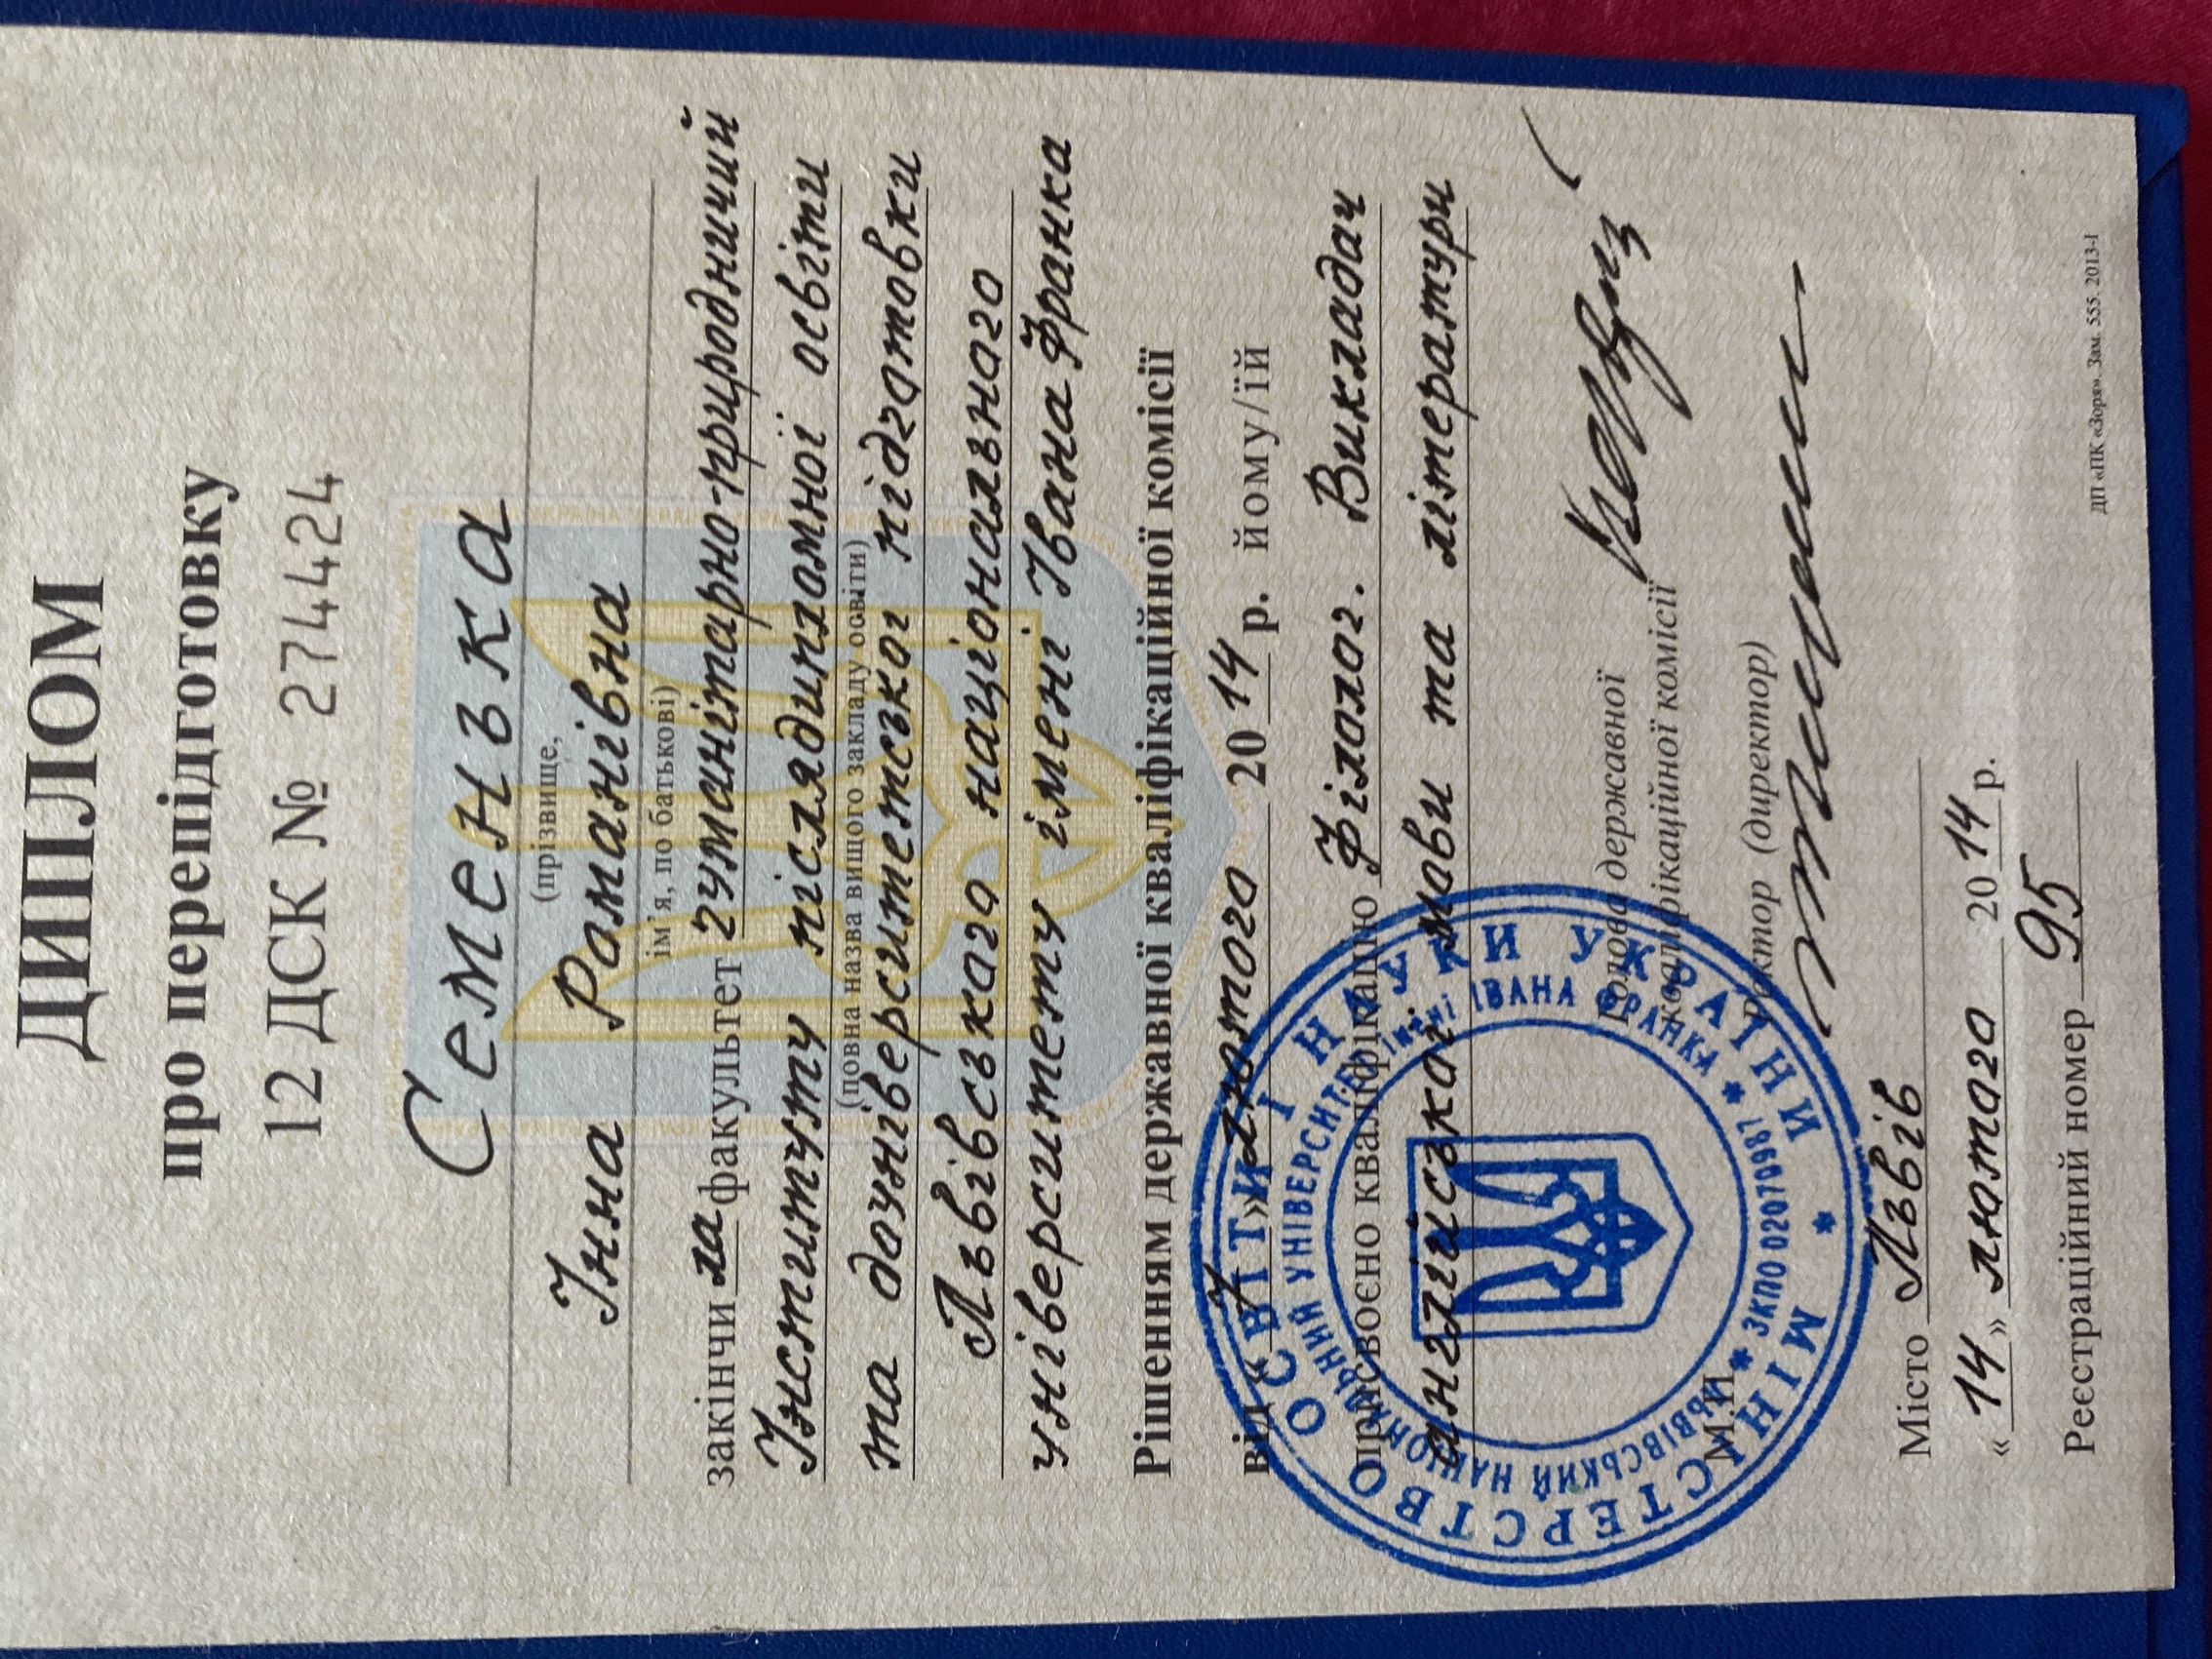 ДИПЛОМ
про перепідготовку
12 ДСК № 274424
Семенька
(прізвище,
Інна Романівна
ім'я, по батькові)
закінчила факультет гуманітарно-природничий
Інституту післядипломної освіти
(повна назва вищого закладу освіти)
та доуніверситетської підготовки
Львівського національного
університету імені Івана Франка
Рішенням державної кваліфікаційної комісії
від « 7 » лютого 2014 р. йому/їй
присвоєно кваліфікацію Філолог. Викладач
англійської мови та літератури
Голова державної
кваліфікаційної комісії
Ректор (директор)
М.П.
Місто Львів
« 14 » лютого 2014 р.
Реєстраційний номер 95
ДП «ПК «Зоря». Зам. 555. 2013-І
МІНІСТЕРСТВО ОСВІТИ І НАУКИ УКРАЇНИ *
ЛЬВІВСЬКИЙ НАЦІОНАЛЬНИЙ УНІВЕРСИТЕТ імені ІВАНА ФРАНКА * ЗКПО 02070987 *